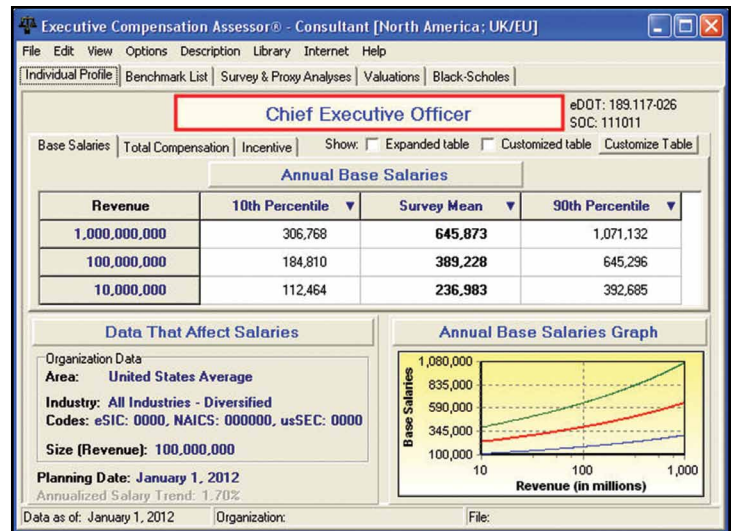 Executive Compensation Assessor® - Consultant [North America; UK/EU]
File Edit View Options Description Library Internet Help
Individual Profile Benchmark List Survey & Proxy Analyses Valuations Black-Scholes
Chief Executive Officer
eDOT: 189.117-026
SOC: 111011
Base Salaries Total Compensation Incentive Show: Expanded table Customized table Customize Table
Annual Base Salaries
Revenue 10th Percentile ▼ Survey Mean ▼ 90th Percentile ▼
1,000,000,000 306,768 645,873 1,071,132
100,000,000 184,810 389,228 645,296
10,000,000 112,464 236,983 392,685
Data That Affect Salaries
Organization Data
Area: United States Average
Industry: All Industries - Diversified
Codes: eSIC: 0000, NAICS: 000000, usSEC: 0000
Size (Revenue): 100,000,000
Planning Date: January 1, 2012
Annualized Salary Trend: 1.70%
Annual Base Salaries Graph
Base Salaries
1,080,000
835,000
590,000
345,000
100,000
10 100 1,000
Revenue (in millions)
Data as of: January 1, 2012 Organization: File: